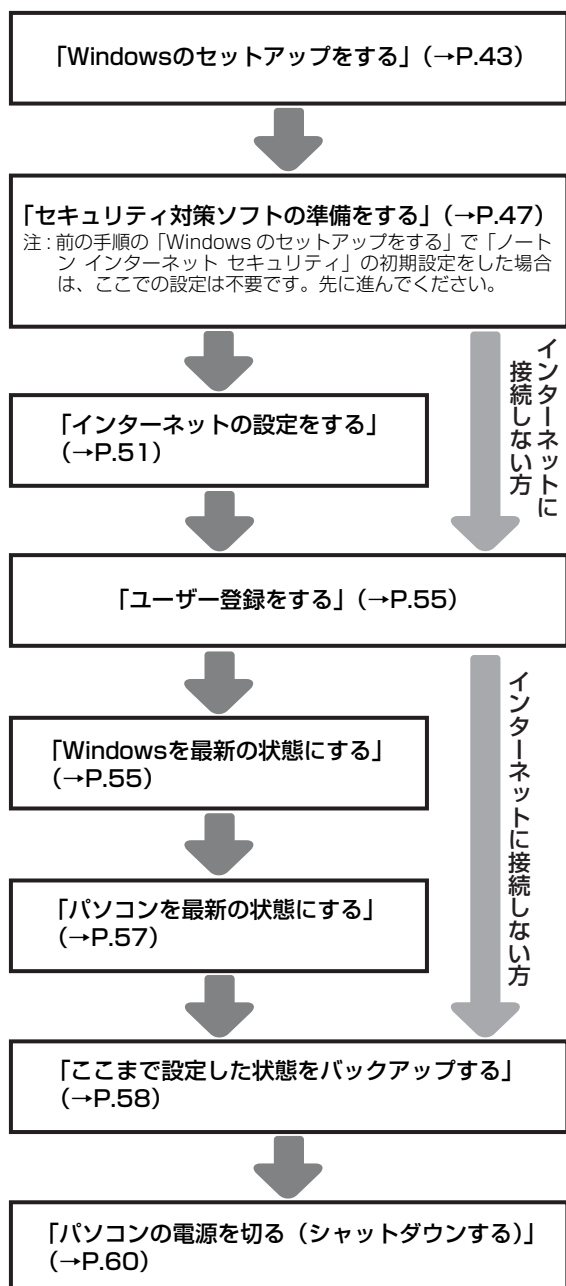 「Windowsのセットアップをする」（→P.43）
「セキュリティ対策ソフトの準備をする」（→P.47）
注：前の手順の「Windows のセットアップをする」で「ノート
ン インターネット セキュリティ」の初期設定をした場合
は、ここでの設定は不要です。先に進んでください。
インターネットに
接続しない方
「インターネットの設定をする」
（→P.51）
「ユーザー登録をする」（→P.55）
インターネットに接続しない方
「Windowsを最新の状態にする」
（→P.55）
「パソコンを最新の状態にする」
（→P.57）
「ここまで設定した状態をバックアップする」
（→P.58）
「パソコンの電源を切る（シャットダウンする）」
（→P.60）